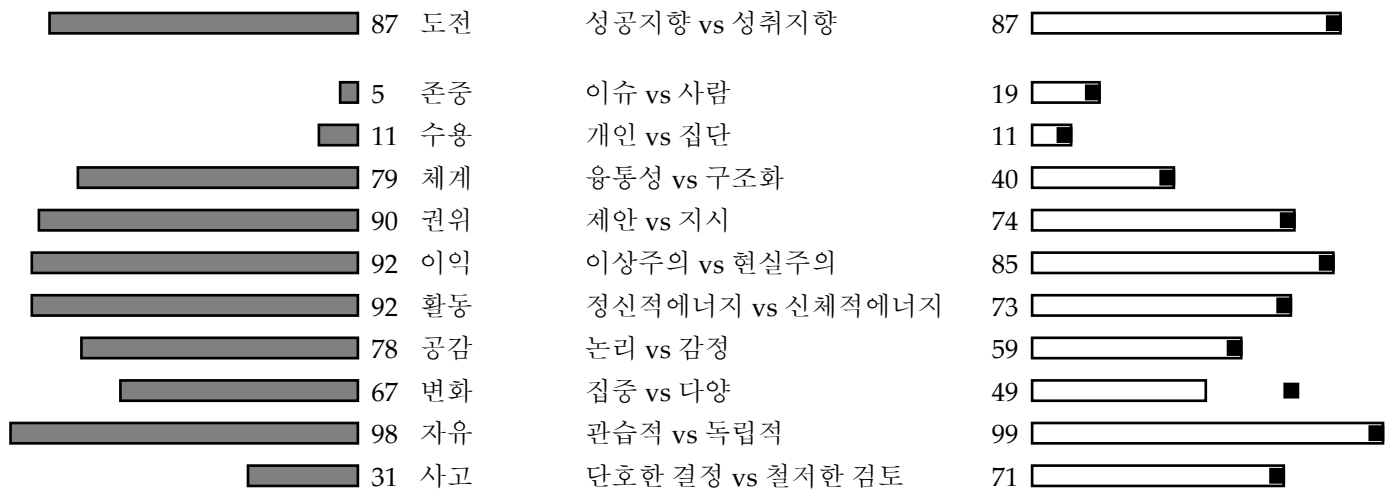 87 도전 성공지향 vs 성취지향 87
5 존중 이슈 vs 사람 19
11 수용 개인 vs 집단 11
79 체계 융통성 vs 구조화 40
90 권위 제안 vs 지시 74
92 이익 이상주의 vs 현실주의 85
92 활동 정신적에너지 vs 신체적에너지 73
78 공감 논리 vs 감정 59
67 변화 집중 vs 다양 49
98 자유 관습적 vs 독립적 99
31 사고 단호한 결정 vs 철저한 검토 71